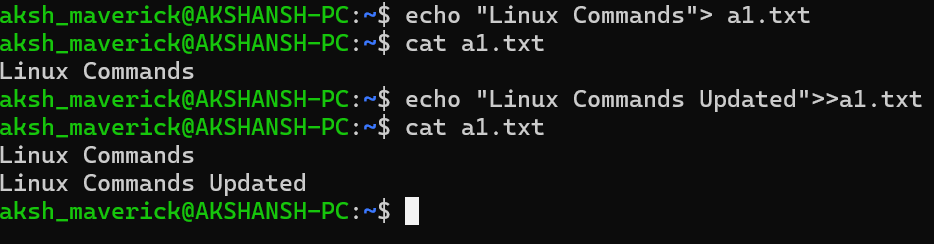 aksh_maverick@AKSHANSH-PC:~$ echo "Linux Commands"> a1.txt
aksh_maverick@AKSHANSH-PC:~$ cat a1.txt
Linux Commands
aksh_maverick@AKSHANSH-PC:~$ echo "Linux Commands Updated">>a1.txt
aksh_maverick@AKSHANSH-PC:~$ cat a1.txt
Linux Commands
Linux Commands Updated
aksh_maverick@AKSHANSH-PC:~$